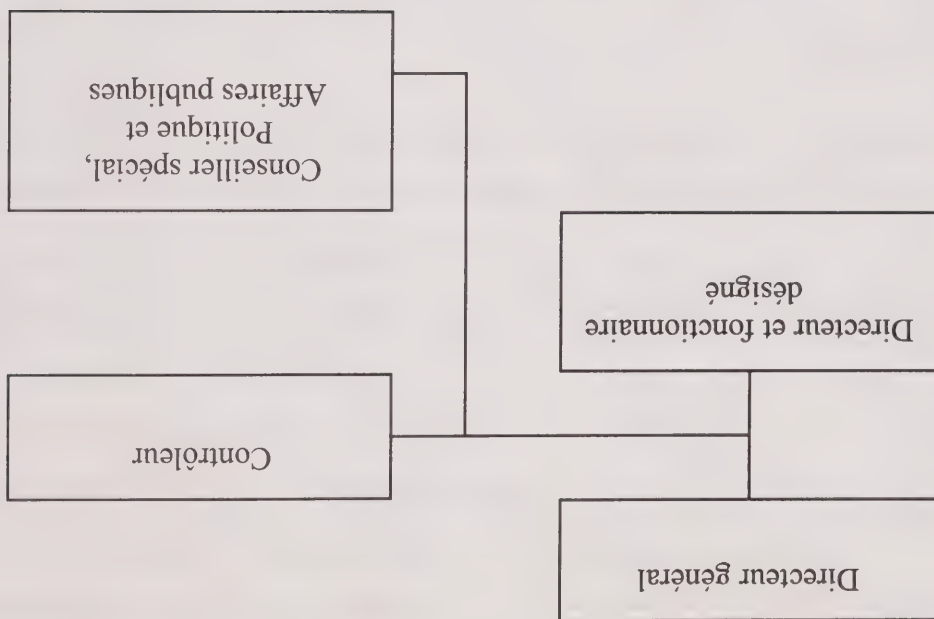 Directeur général
Contrôleur
Directeur et fonctionnaire
désigné
Conseiller spécial,
Politique et
Affaires publiques